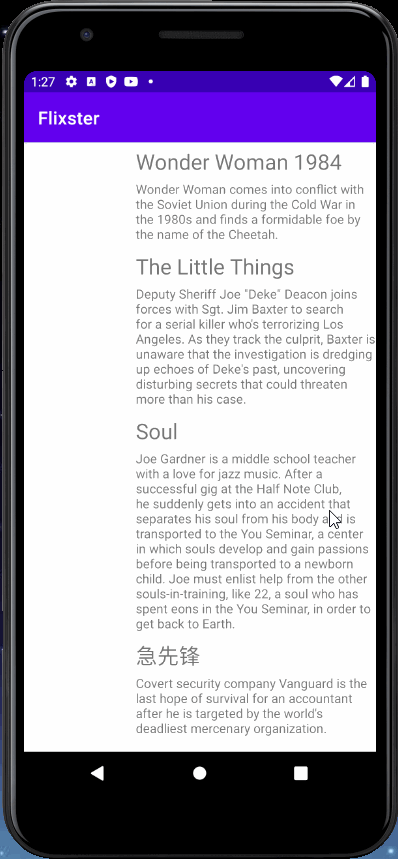 1:27
Flixster
Wonder Woman 1984
Wonder Woman comes into conflict with
the Soviet Union during the Cold War in
the 1980s and finds a formidable foe by
the name of the Cheetah.
The Little Things
Deputy Sheriff Joe "Deke" Deacon joins
forces with Sgt. Jim Baxter to search
for a serial killer who's terrorizing Los
Angeles. As they track the culprit, Baxter is
unaware that the investigation is dredging
up echoes of Deke's past, uncovering
disturbing secrets that could threaten
more than his case.
Soul
Joe Gardner is a middle school teacher
with a love for jazz music. After a
successful gig at the Half Note Club,
he suddenly gets into an accident that
separates his soul from his body and is
transported to the You Seminar, a center
in which souls develop and gain passions
before being transported to a newborn
child. Joe must enlist help from the other
souls-in-training, like 22, a soul who has
spent eons in the You Seminar, in order to
get back to Earth.
急先锋
Covert security company Vanguard is the
last hope of survival for an accountant
after he is targeted by the world's
deadliest mercenary organization.